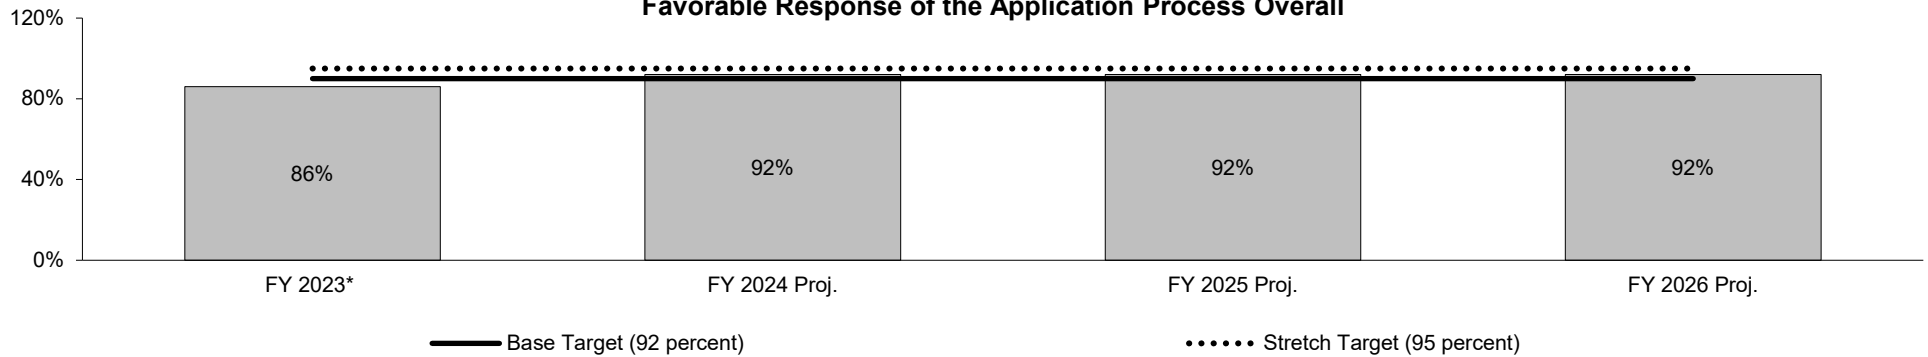 Favorable Response of the Application Process Overall
120%
80%
40%
0%
86%
92%
92%
92%
FY 2023*
FY 2024 Proj.
FY 2025 Proj.
FY 2026 Proj.
Base Target (92 percent)
Stretch Target (95 percent)